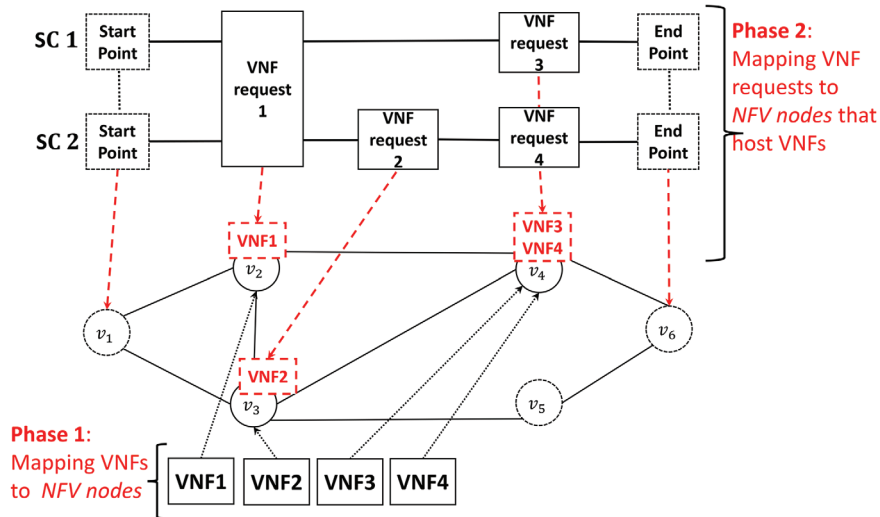 SC 1
Start
Point
VNF
request
1
VNF
request
3
End
Point
Phase 2:
Mapping VNF
requests to
NFV nodes that
host VNFs
SC 2
Start
Point
VNF
request
2
VNF
request
4
End
Point
VNF1
v2
VNF3
VNF4
v4
v1
v6
VNF2
v3
v5
Phase 1:
Mapping VNFs
to NFV nodes
VNF1
VNF2
VNF3
VNF4